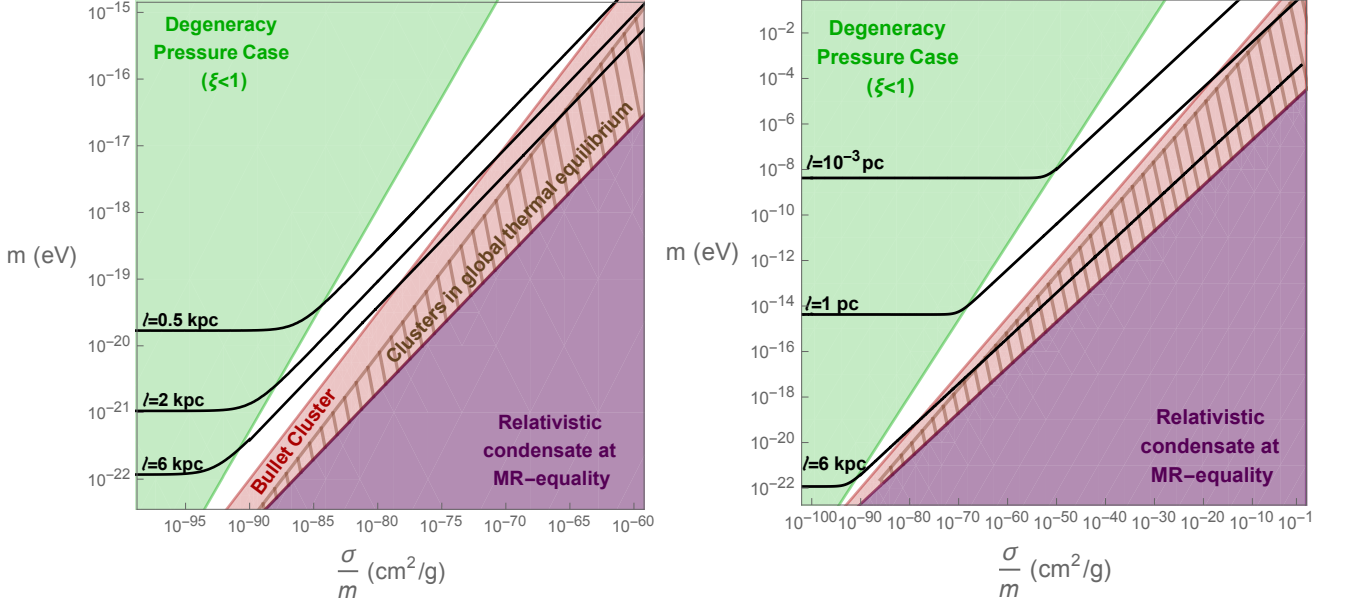 Degeneracy
Pressure Case
(ξ<1)
10⁻¹⁵
10⁻¹⁶
10⁻¹⁷
10⁻¹⁸
10⁻¹⁹
10⁻²⁰
10⁻²¹
10⁻²²
m (eV)
l=0.5 kpc
l=2 kpc
l=6 kpc
Bullet Cluster
Clusters in global thermal equilibrium
Relativistic
condensate at
MR−equality
10⁻⁹⁵ 10⁻⁹⁰ 10⁻⁸⁵ 10⁻⁸⁰ 10⁻⁷⁵ 10⁻⁷⁰ 10⁻⁶⁵ 10⁻⁶⁰
σ/m (cm²/g)
Degeneracy
Pressure Case
(ξ<1)
10⁻²
10⁻⁴
10⁻⁶
10⁻⁸
10⁻¹⁰
10⁻¹²
10⁻¹⁴
10⁻¹⁶
10⁻¹⁸
10⁻²⁰
10⁻²²
m (eV)
l=10⁻³ pc
l=1 pc
l=6 kpc
Relativistic
condensate at
MR−equality
10⁻¹⁰⁰ 10⁻⁹⁰ 10⁻⁸⁰ 10⁻⁷⁰ 10⁻⁶⁰ 10⁻⁵⁰ 10⁻⁴⁰ 10⁻³⁰ 10⁻²⁰ 10⁻¹⁰ 10⁻¹
σ/m (cm²/g)